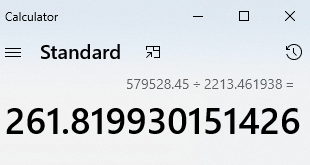 Calculator
Standard
579528.45 ÷ 2213.461938 =
261.819930151426